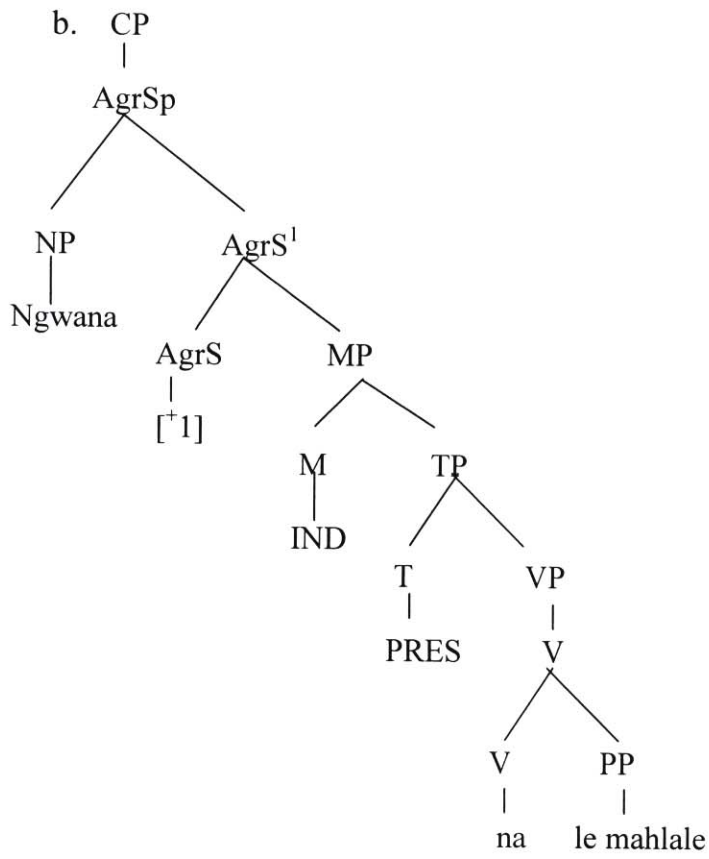 b. CP
AgrSp
NP AgrS¹
Ngwana
AgrS MP
[⁺1]
M TP
IND
T VP
PRES V
V PP
na le mahlale